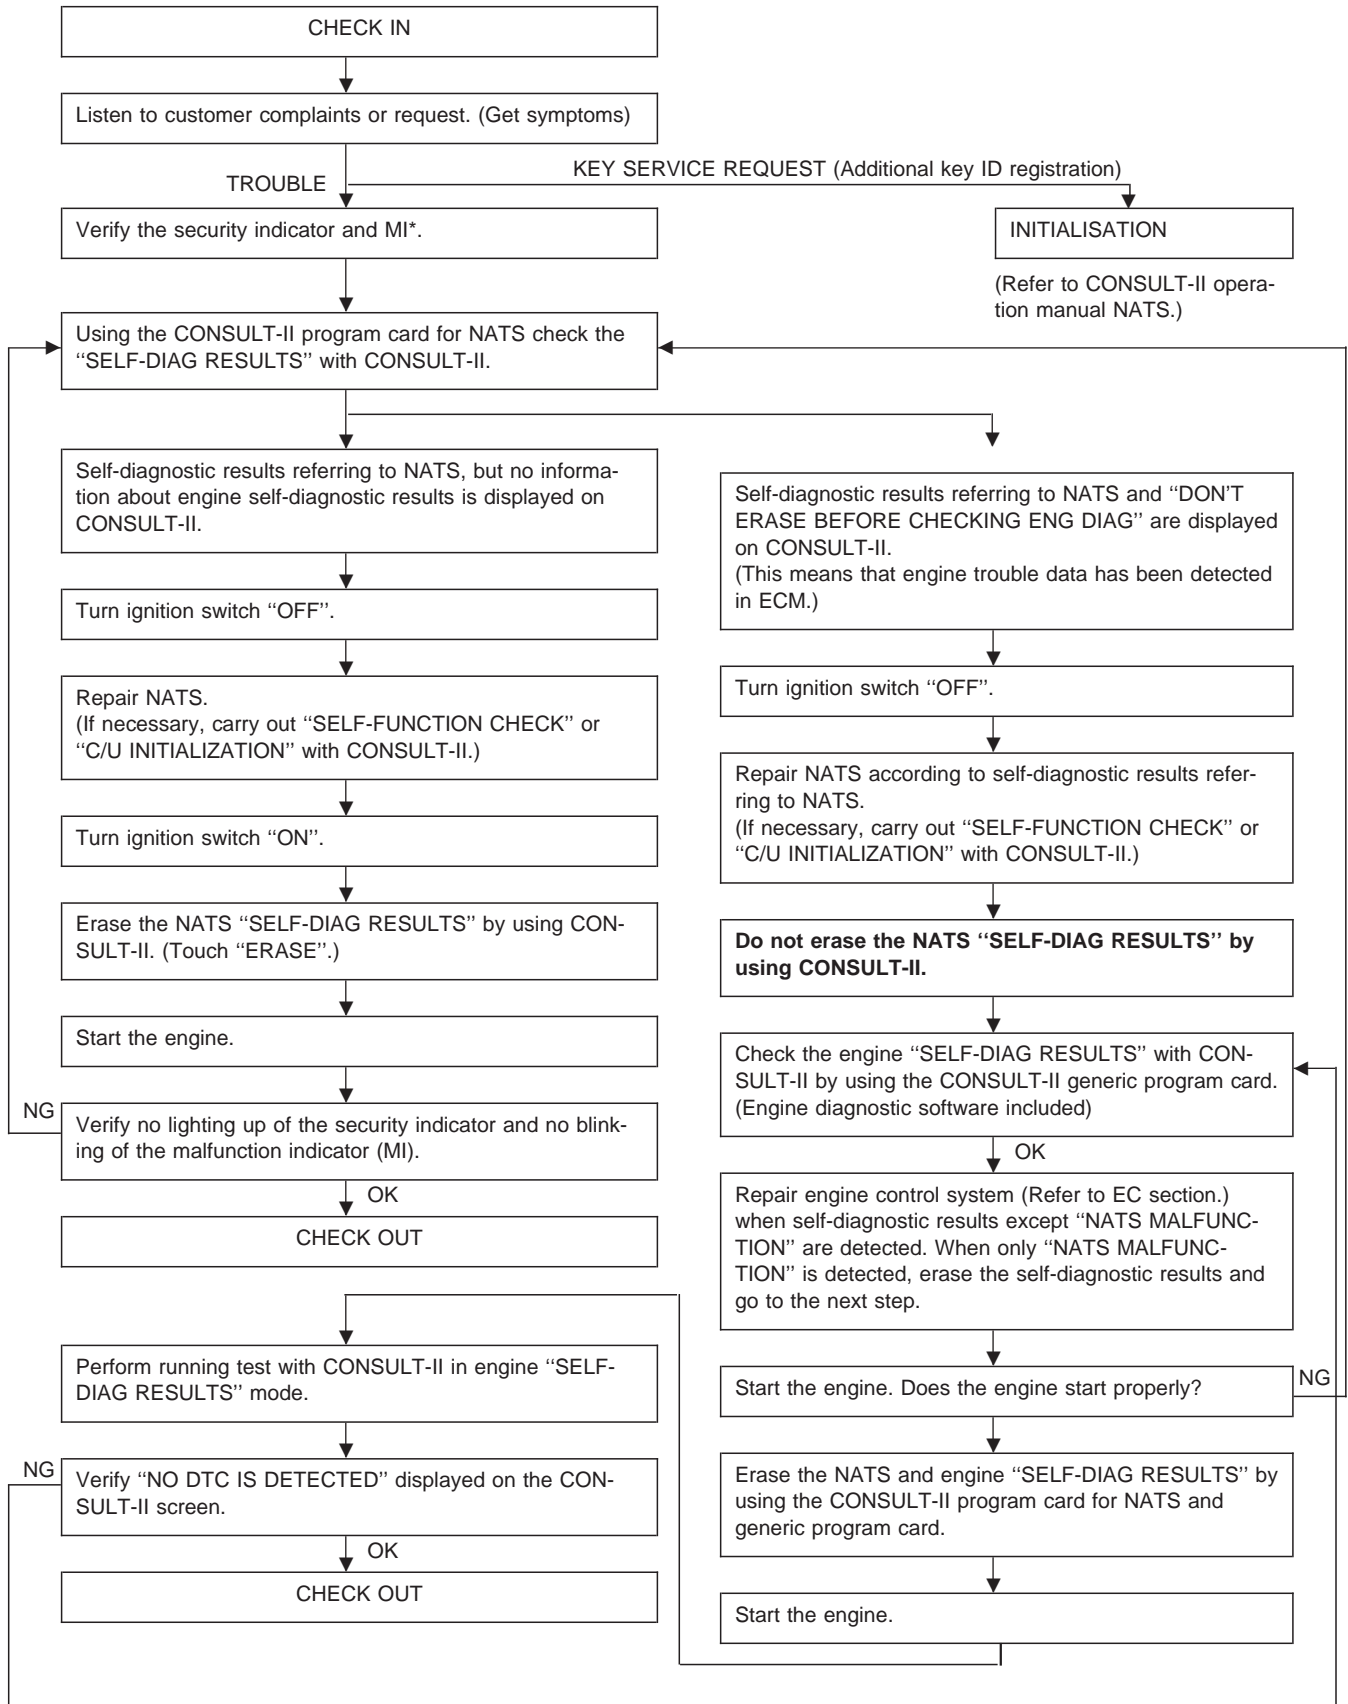 CHECK IN
Listen to customer complaints or request. (Get symptoms)
TROUBLE
KEY SERVICE REQUEST (Additional key ID registration)
Verify the security indicator and MI*.
INITIALISATION
(Refer to CONSULT-II opera-
tion manual NATS.)
Using the CONSULT-II program card for NATS check the
‘‘SELF-DIAG RESULTS’’ with CONSULT-II.
Self-diagnostic results referring to NATS, but no informa-
tion about engine self-diagnostic results is displayed on
CONSULT-II.
Turn ignition switch ‘‘OFF’’.
Repair NATS.
(If necessary, carry out ‘‘SELF-FUNCTION CHECK’’ or
‘‘C/U INITIALIZATION’’ with CONSULT-II.)
Turn ignition switch ‘‘ON’’.
Erase the NATS ‘‘SELF-DIAG RESULTS’’ by using CON-
SULT-II. (Touch ‘‘ERASE’’.)
Start the engine.
NG
Verify no lighting up of the security indicator and no blink-
ing of the malfunction indicator (MI).
OK
CHECK OUT
Self-diagnostic results referring to NATS and ‘‘DON'T
ERASE BEFORE CHECKING ENG DIAG’’ are displayed
on CONSULT-II.
(This means that engine trouble data has been detected
in ECM.)
Turn ignition switch ‘‘OFF’’.
Repair NATS according to self-diagnostic results refer-
ring to NATS.
(If necessary, carry out ‘‘SELF-FUNCTION CHECK’’ or
‘‘C/U INITIALIZATION’’ with CONSULT-II.)
Do not erase the NATS ‘‘SELF-DIAG RESULTS’’ by
using CONSULT-II.
Check the engine ‘‘SELF-DIAG RESULTS’’ with CON-
SULT-II by using the CONSULT-II generic program card.
(Engine diagnostic software included)
OK
Repair engine control system (Refer to EC section.)
when self-diagnostic results except ‘‘NATS MALFUNC-
TION’’ are detected. When only ‘‘NATS MALFUNC-
TION’’ is detected, erase the self-diagnostic results and
go to the next step.
Start the engine. Does the engine start properly?
NG
Erase the NATS and engine ‘‘SELF-DIAG RESULTS’’ by
using the CONSULT-II program card for NATS and
generic program card.
Start the engine.
Perform running test with CONSULT-II in engine ‘‘SELF-
DIAG RESULTS’’ mode.
NG
Verify ‘‘NO DTC IS DETECTED’’ displayed on the CON-
SULT-II screen.
OK
CHECK OUT